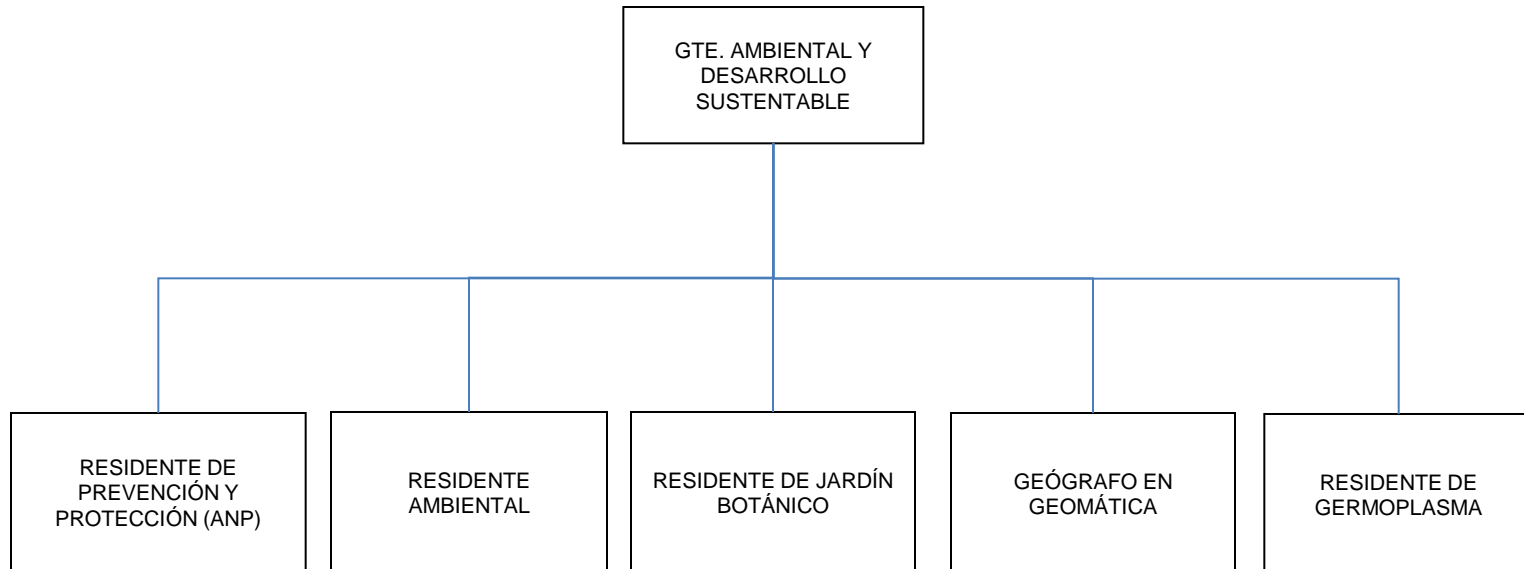 GTE. AMBIENTAL Y
DESARROLLO
SUSTENTABLE
RESIDENTE DE
PREVENCIÓN Y
PROTECCIÓN (ANP)
RESIDENTE
AMBIENTAL
RESIDENTE DE JARDÍN
BOTÁNICO
GEÓGRAFO EN
GEOMÁTICA
RESIDENTE DE
GERMOPLASMA